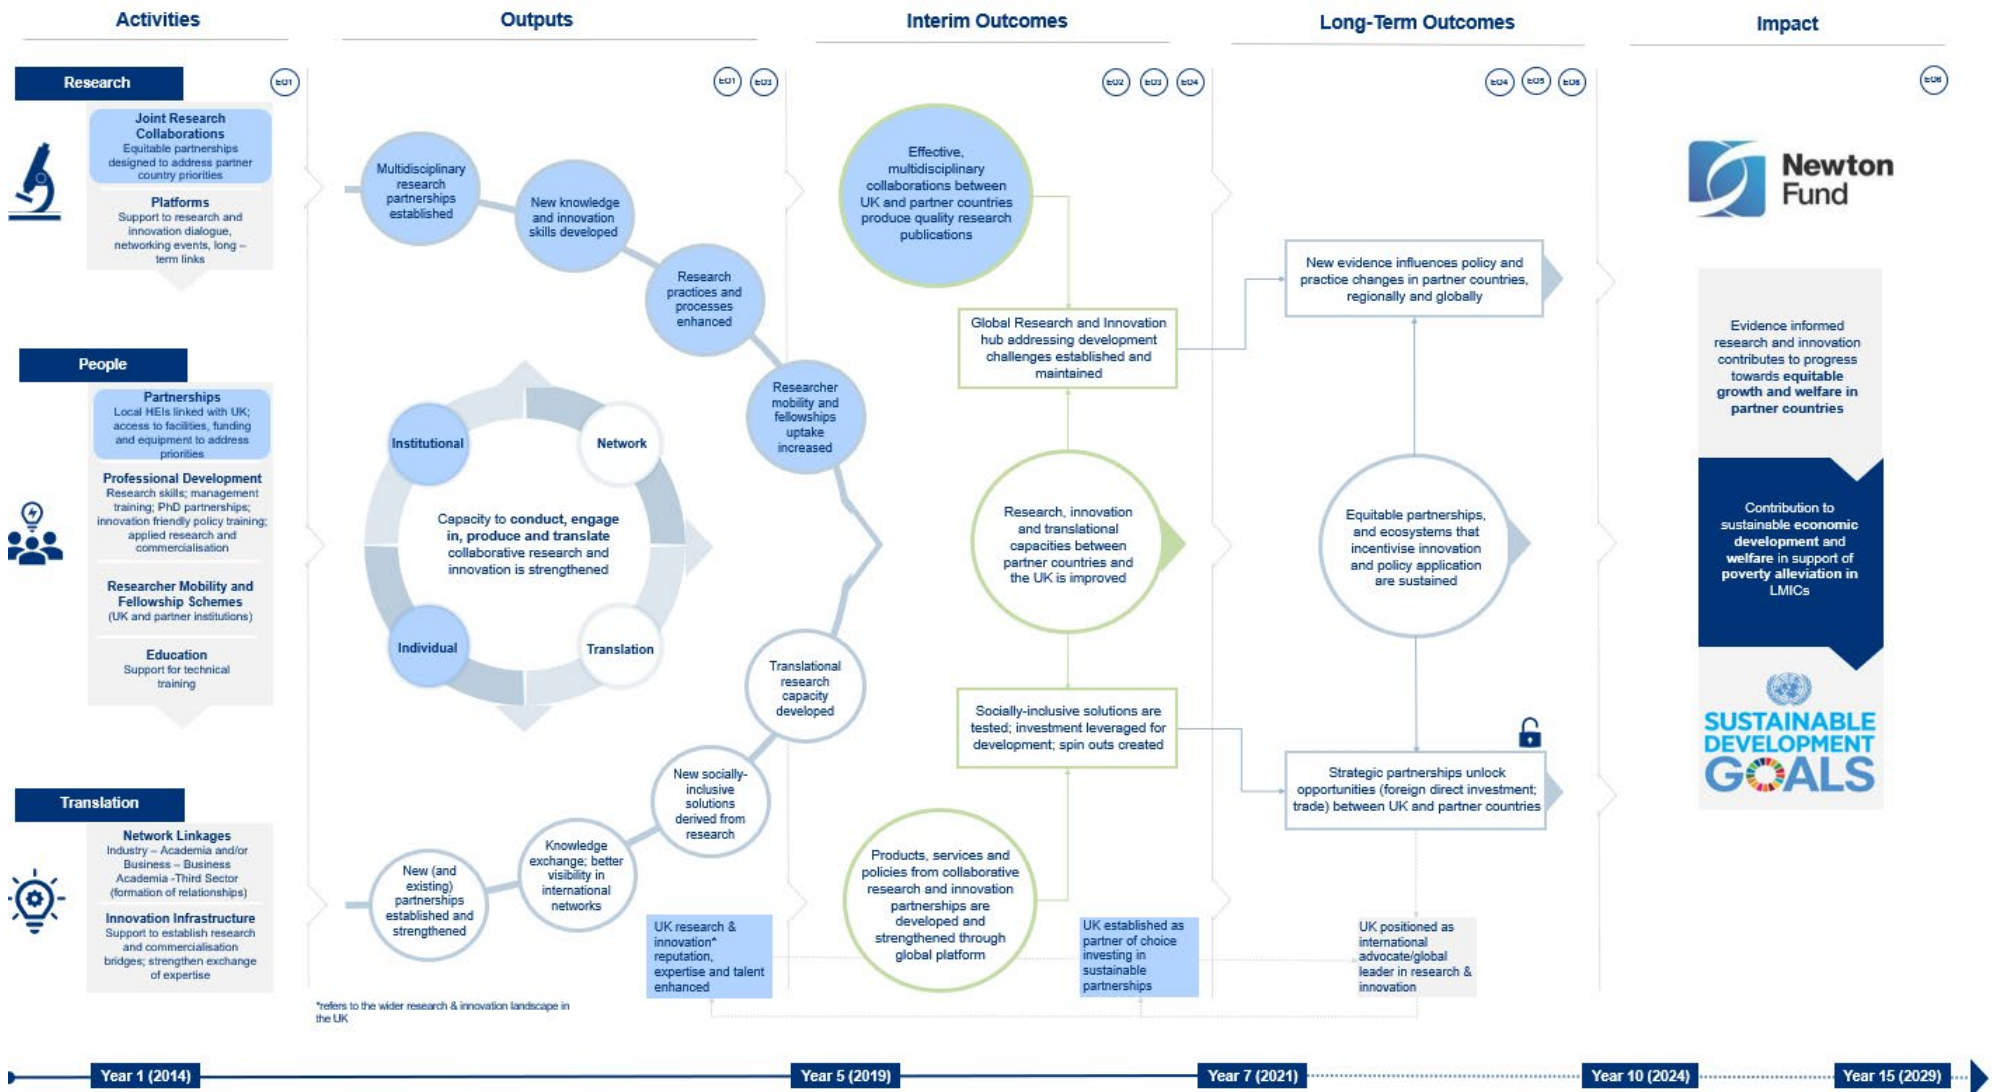 Activities
Outputs
Interim Outcomes
Long-Term Outcomes
Impact
EO1
EO1
EO3
EO2
EO3
EO4
EO4
EO5
EO6
EO6
Research
Joint Research
Collaborations
Equitable partnerships
designed to address partner
country priorities
Platforms
Support to research and
innovation dialogue,
networking events, long –
term links
People
Partnerships
Local HEIs linked with UK;
access to facilities, funding
and equipment to address
priorities
Professional Development
Research skills; management
training; PhD partnerships;
innovation friendly policy training;
applied research and
commercialisation
Researcher Mobility and
Fellowship Schemes
(UK and partner institutions)
Education
Support for technical
training
Translation
Network Linkages
Industry – Academia and/or
Business – Business
Academia -Third Sector
(formation of relationships)
Innovation Infrastructure
Support to establish research
and commercialisation
bridges; strengthen exchange
of expertise
Multidisciplinary
research
partnerships
established
New knowledge
and innovation
skills developed
Research
practices and
processes
enhanced
Researcher
mobility and
fellowships
uptake
increased
Institutional
Network
Capacity to conduct, engage
in, produce and translate
collaborative research and
innovation is strengthened
Individual
Translation
Translational
research
capacity
developed
New socially-
inclusive
solutions
derived from
research
Knowledge
exchange; better
visibility in
international
networks
New (and
existing)
partnerships
established and
strengthened
UK research &
innovation*
reputation,
expertise and talent
enhanced
*refers to the wider research & innovation landscape in
the UK
Effective,
multidisciplinary
collaborations between
UK and partner countries
produce quality research
publications
Global Research and Innovation
hub addressing development
challenges established and
maintained
Research, innovation
and translational
capacities between
partner countries and
the UK is improved
Socially-inclusive solutions are
tested; investment leveraged for
development; spin outs created
Products, services and
policies from collaborative
research and innovation
partnerships are
developed and
strengthened through
global platform
UK established as
partner of choice
investing in
sustainable
partnerships
New evidence influences policy and
practice changes in partner countries,
regionally and globally
Equitable partnerships,
and ecosystems that
incentivise innovation
and policy application
are sustained
Strategic partnerships unlock
opportunities (foreign direct investment;
trade) between UK and partner countries
UK positioned as
international
advocate/global
leader in research &
innovation
Newton
Fund
Evidence informed
research and innovation
contributes to progress
towards equitable
growth and welfare in
partner countries
Contribution to
sustainable economic
development and
welfare in support of
poverty alleviation in
LMICs
SUSTAINABLE
DEVELOPMENT
GOALS
Year 1 (2014)
Year 5 (2019)
Year 7 (2021)
Year 10 (2024)
Year 15 (2029)